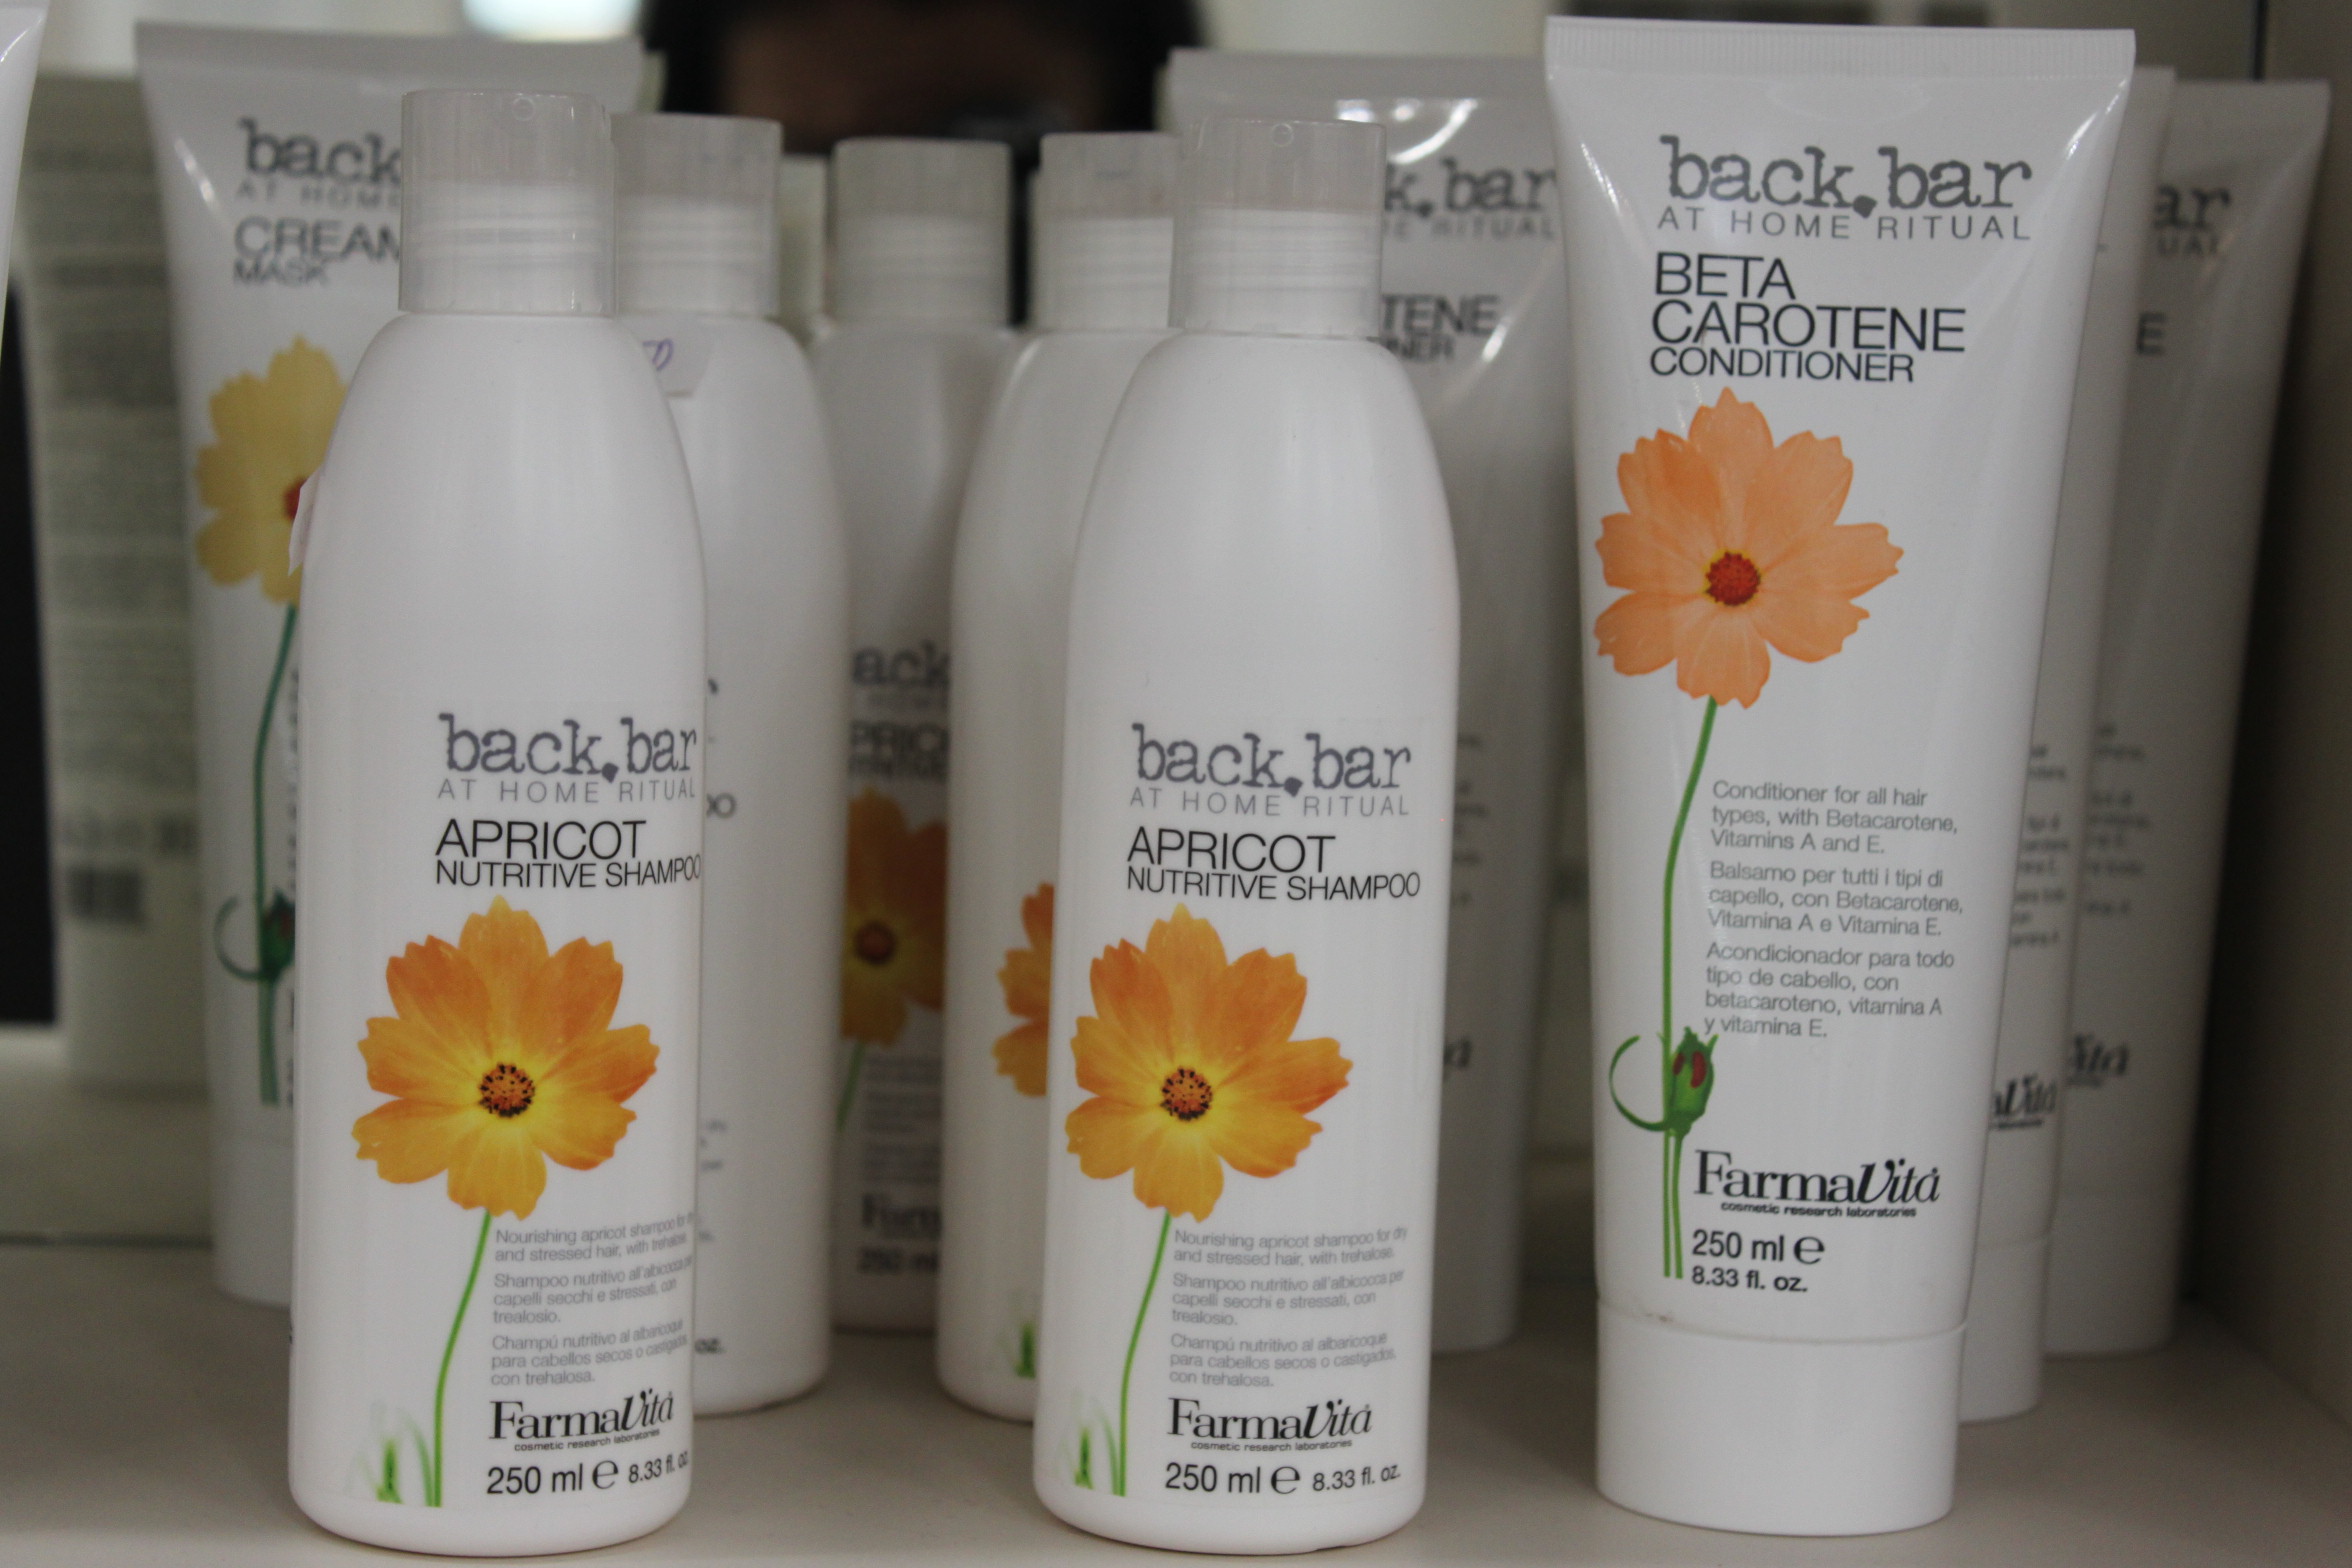 back.
AT HOME
CREAM
MASK
back.bar
AT HOME RITUAL
APRICOT
NUTRITIVE SHAMPOO
Nourishing apricot shampoo for dry
and stressed hair, with trehalose.
Shampoo nutritivo all'albicocca per
capelli secchi e stressati, con
trealosio.
Champú nutritivo al albaricoque
para cabellos secos o castigados,
con trehalosa.
FarmaVita
cosmetic research laboratories
250 ml e 8.33 fl. oz.
back.bar
AT HOME RITUAL
APRICOT
NUTRITIVE SHAMPOO
Nourishing apricot shampoo for dry
and stressed hair, with trehalose.
Shampoo nutritivo all'albicocca per
capelli secchi e stressati, con
trealosio.
Champú nutritivo al albaricoque
para cabellos secos o castigados,
con trehalosa.
FarmaVita
cosmetic research laboratories
250 ml e 8.33 fl. oz.
k.bar
RITUAL
TENE
NER
back.bar
AT HOME RITUAL
BETA
CAROTENE
CONDITIONER
Conditioner for all hair
types, with Betacarotene,
Vitamins A and E.
Balsamo per tutti i tipi di
capello, con Betacarotene,
Vitamina A e Vitamina E.
Acondicionador para todo
tipo de cabello, con
betacaroteno, vitamina A
y vitamina E.
FarmaVita
cosmetic research laboratories
250 ml e
8.33 fl. oz.